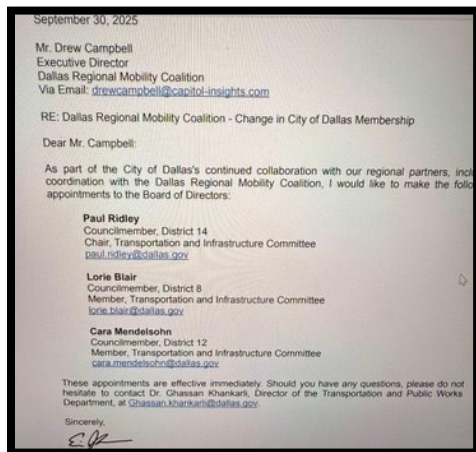 September 30, 2025
Mr. Drew Campbell
Executive Director
Dallas Regional Mobility Coalition
Via Email: drewcampbell@capitol-insights.com
RE: Dallas Regional Mobility Coalition - Change in City of Dallas Membership
Dear Mr. Campbell:
As part of the City of Dallas's continued collaboration with our regional partners, incl
coordination with the Dallas Regional Mobility Coalition, I would like to make the follo
appointments to the Board of Directors:
Paul Ridley
Councilmember, District 14
Chair, Transportation and Infrastructure Committee
paul.ridley@dallas.gov
Lorie Blair
Councilmember, District 8
Member, Transportation and Infrastructure Committee
lorie.blair@dallas.gov
Cara Mendelsohn
Councilmember, District 12
Member, Transportation and Infrastructure Committee
cara.mendelsohn@dallas.gov
These appointments are effective immediately. Should you have any questions, please do not
hesitate to contact Dr. Ghassan Khankarli, Director of the Transportation and Public Works
Department, at Ghassan.khankarli@dallas.gov.
Sincerely,